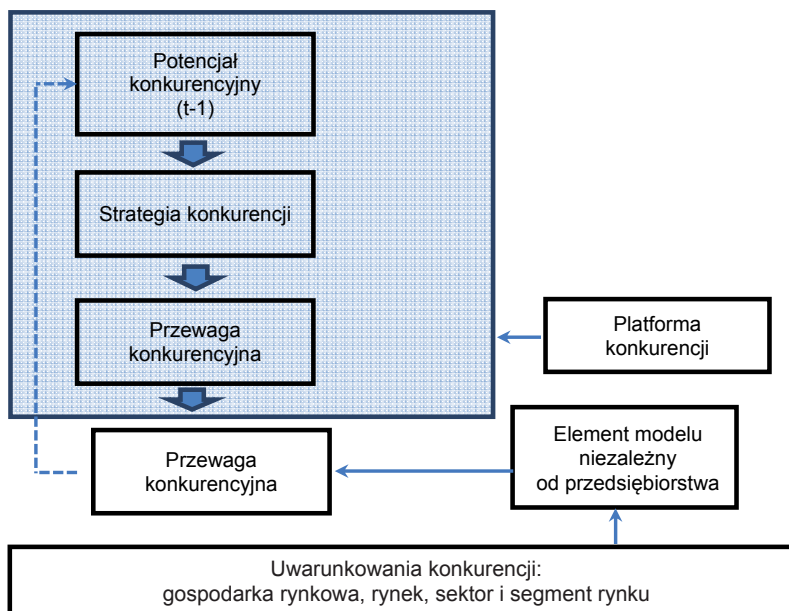 Potencjał
konkurencyjny
(t-1)
Strategia konkurencji
Przewaga
konkurencyjna
Platforma
konkurencji
Przewaga
konkurencyjna
Element modelu
niezależny
od przedsiębiorstwa
Uwarunkowania konkurencji:
gospodarka rynkowa, rynek, sektor i segment rynku